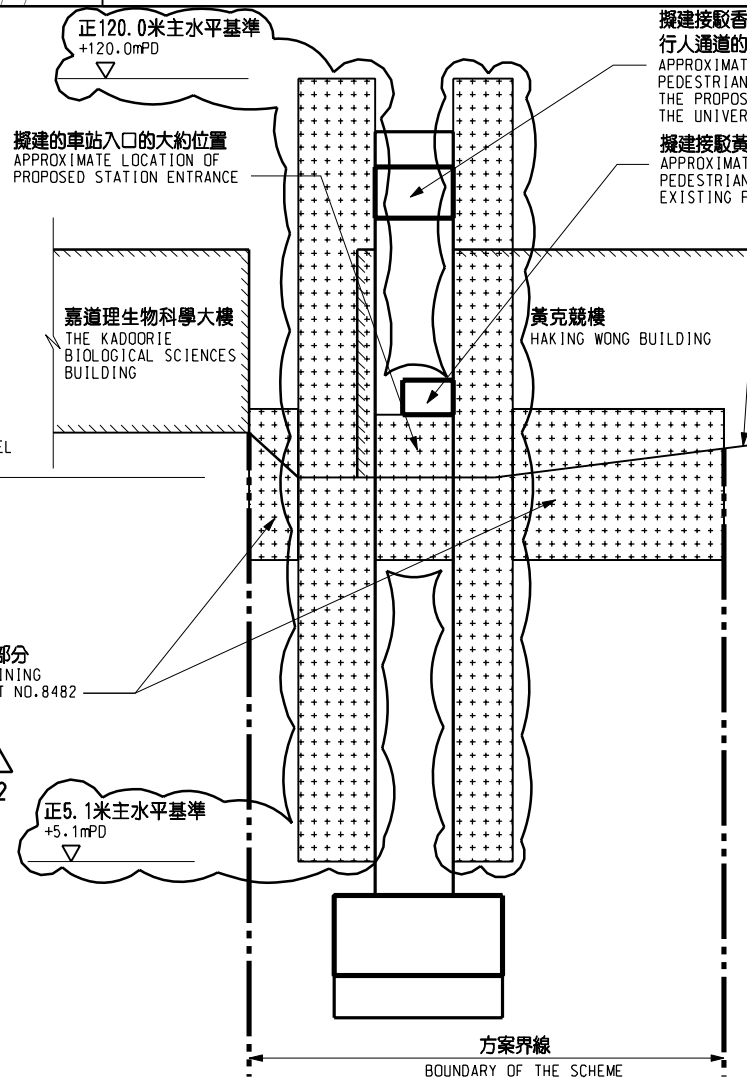 正120.0米主水平基準
+120.0mPD
擬建接駁香
行人通道的
APPROXIMAT
PEDESTRIAN
THE PROPOS
THE UNIVER
擬建的車站入口的大約位置
APPROXIMATE LOCATION OF
PROPOSED STATION ENTRANCE
擬建接駁黃
APPROXIMAT
PEDESTRIAN
EXISTING
嘉道理生物科學大樓
THE KADOORIE
BIOLOGICAL SCIENCES
BUILDING
黃克競樓
HAKING WONG BUILDING
EL
部分
INING
T NO.8482
2
正5.1米主水平基準
+5.1mPD
方案界線
BOUNDARY OF THE SCHEME